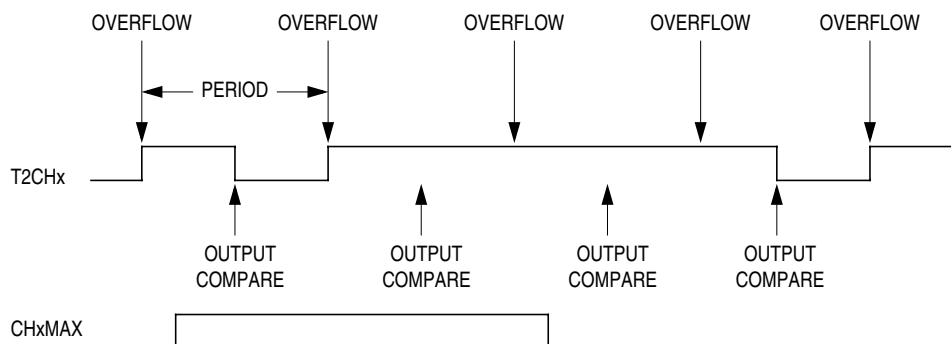 OVERFLOW OVERFLOW OVERFLOW OVERFLOW OVERFLOW
PERIOD
T2CHx
OUTPUT COMPARE
OUTPUT COMPARE
OUTPUT COMPARE
OUTPUT COMPARE
CHxMAX